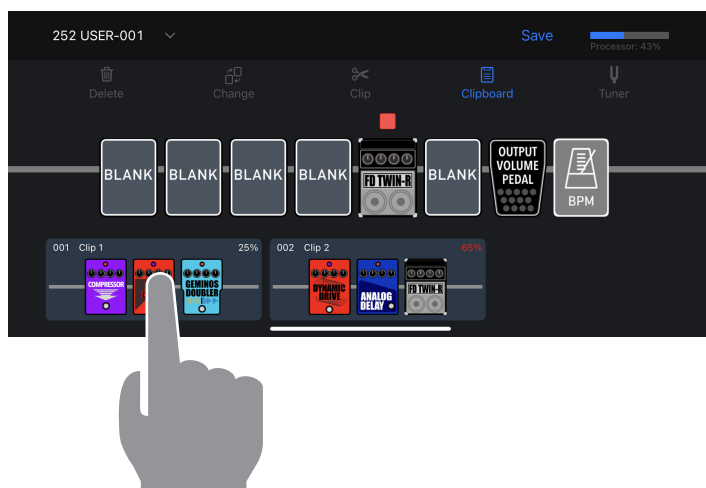 252 USER-001
Save
Processor: 43%
Delete
Change
Clip
Clipboard
Tuner
BLANK
BLANK
BLANK
BLANK
FD TWIN-R
BLANK
OUTPUT
VOLUME
PEDAL
BPM
001 Clip 1 25%
COMPRESSOR
GEMINOS
DOUBLER
002 Clip 2 65%
DYNAMIC
DRIVE
ANALOG
DELAY
FD TWIN-R